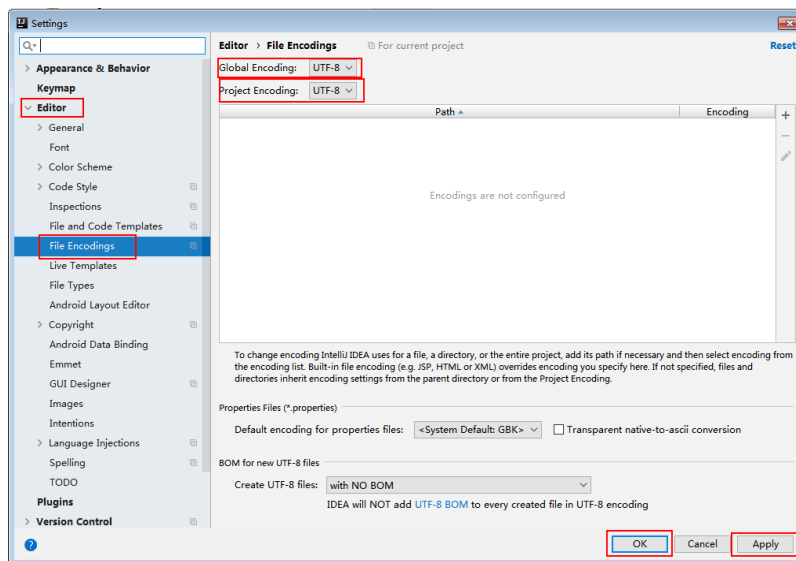 Settings
Editor › File Encodings For current project Reset
Global Encoding: UTF-8
Project Encoding: UTF-8
Appearance & Behavior
Keymap
Editor
General
Font
Color Scheme
Code Style
Inspections
File and Code Templates
File Encodings
Live Templates
File Types
Android Layout Editor
Copyright
Android Data Binding
Emmet
GUI Designer
Images
Intentions
Language Injections
Spelling
TODO
Plugins
Version Control
Path Encoding
Encodings are not configured
To change encoding IntelliJ IDEA uses for a file, a directory, or the entire project, add its path if necessary and then select encoding from
the encoding list. Built-in file encoding (e.g. JSP, HTML or XML) overrides encoding you specify here. If not specified, files and
directories inherit encoding settings from the parent directory or from the Project Encoding.
Properties Files (*.properties)
Default encoding for properties files: <System Default: GBK> Transparent native-to-ascii conversion
BOM for new UTF-8 files
Create UTF-8 files: with NO BOM
IDEA will NOT add UTF-8 BOM to every created file in UTF-8 encoding
? OK Cancel Apply